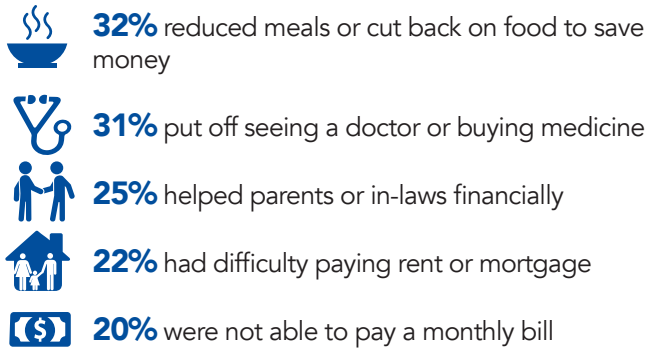 32% reduced meals or cut back on food to save
money
31% put off seeing a doctor or buying medicine
25% helped parents or in-laws financially
22% had difficulty paying rent or mortgage
$ 20% were not able to pay a monthly bill